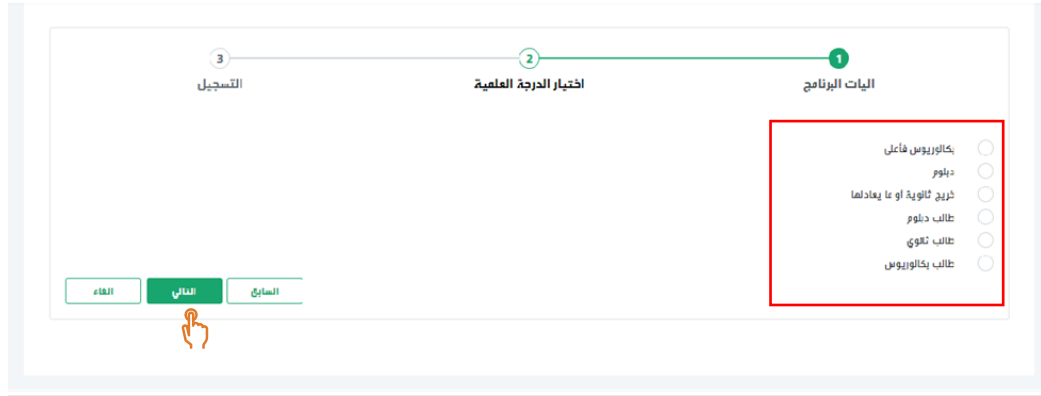 1
اليات البرنامج
2
اختيار الدرجة العلمية
3
التسجيل
بكالوريوس فأعلى
دبلوم
خريج ثانوية او ما يعادلها
طالب دبلوم
طالب ثانوي
طالب بكالوريوس
السابق
التالي
الغاء